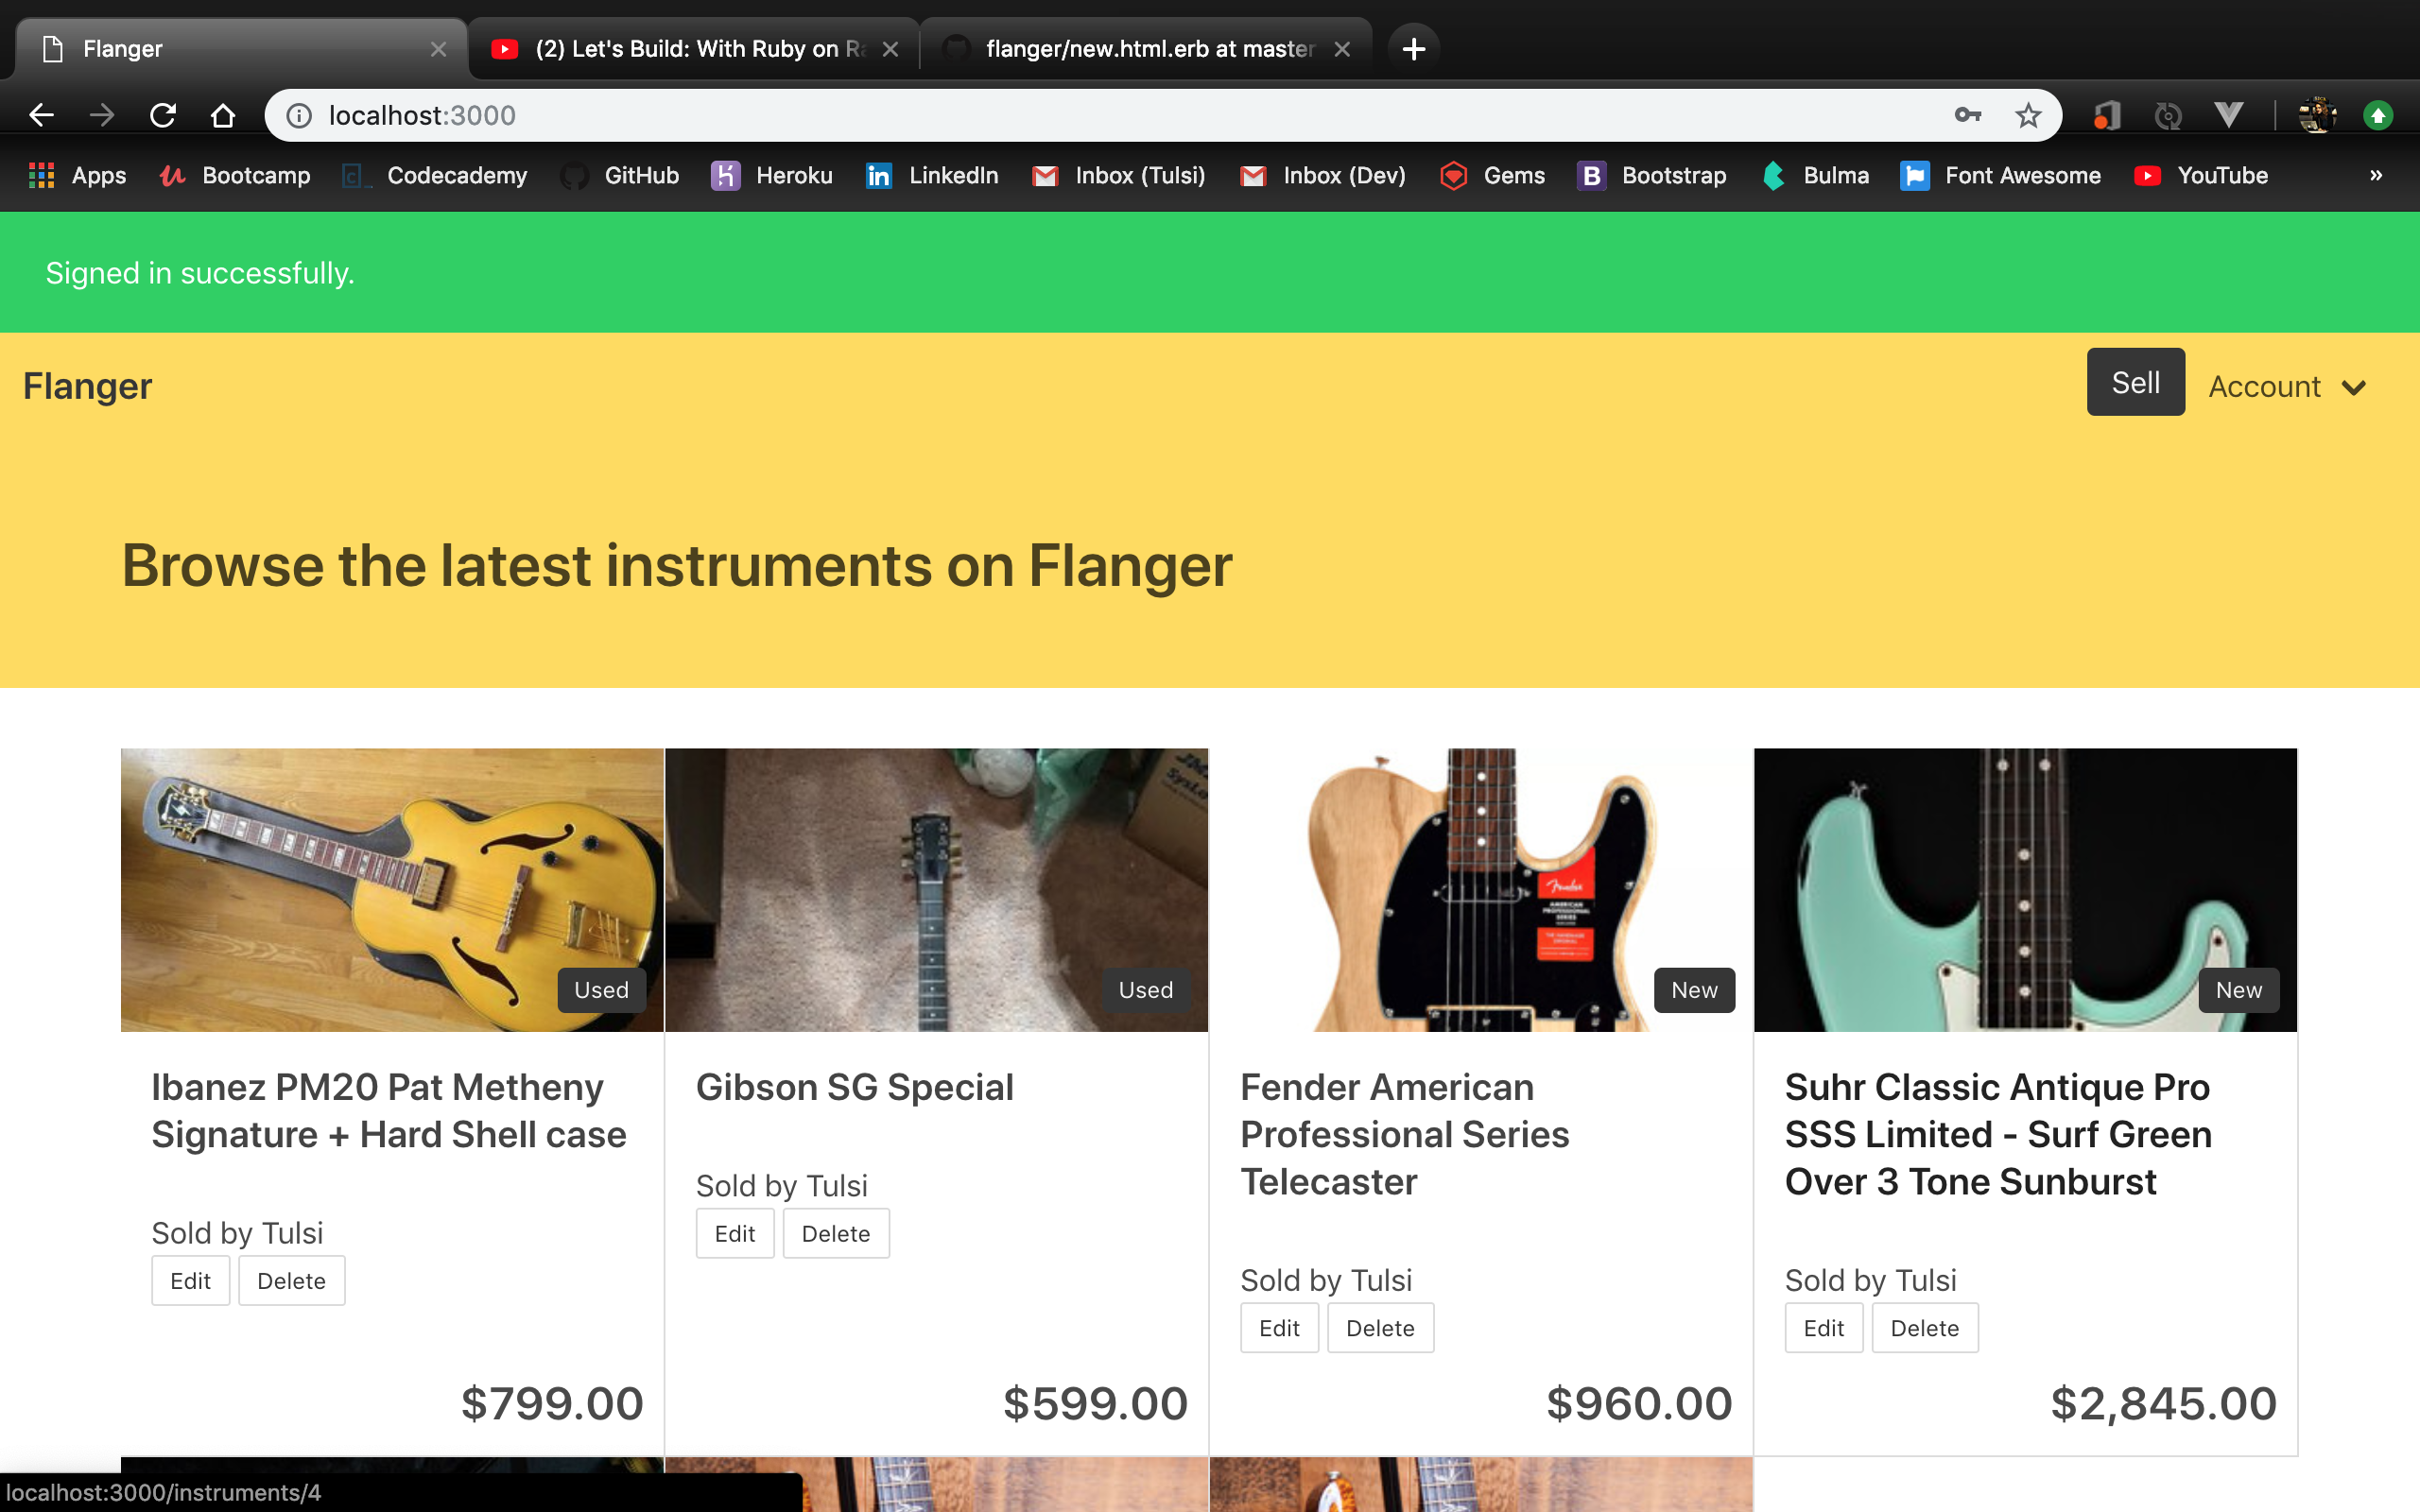 Flanger
(2) Let's Build: With Ruby on Ra
flanger/new.html.erb at master
localhost:3000
Apps
Bootcamp
Codecademy
GitHub
Heroku
LinkedIn
Inbox (Tulsi)
Inbox (Dev)
Gems
Bootstrap
Bulma
Font Awesome
YouTube
»
Signed in successfully.
Flanger
Sell
Account
Browse the latest instruments on Flanger
Used
Used
Fender
AMERICAN
PROFESSIONAL
SERIES
New
New
Ibanez PM20 Pat Metheny
Signature + Hard Shell case
Sold by Tulsi
Edit
Delete
$799.00
Gibson SG Special
Sold by Tulsi
Edit
Delete
$599.00
Fender American
Professional Series
Telecaster
Sold by Tulsi
Edit
Delete
$960.00
Suhr Classic Antique Pro
SSS Limited - Surf Green
Over 3 Tone Sunburst
Sold by Tulsi
Edit
Delete
$2,845.00
localhost:3000/instruments/4